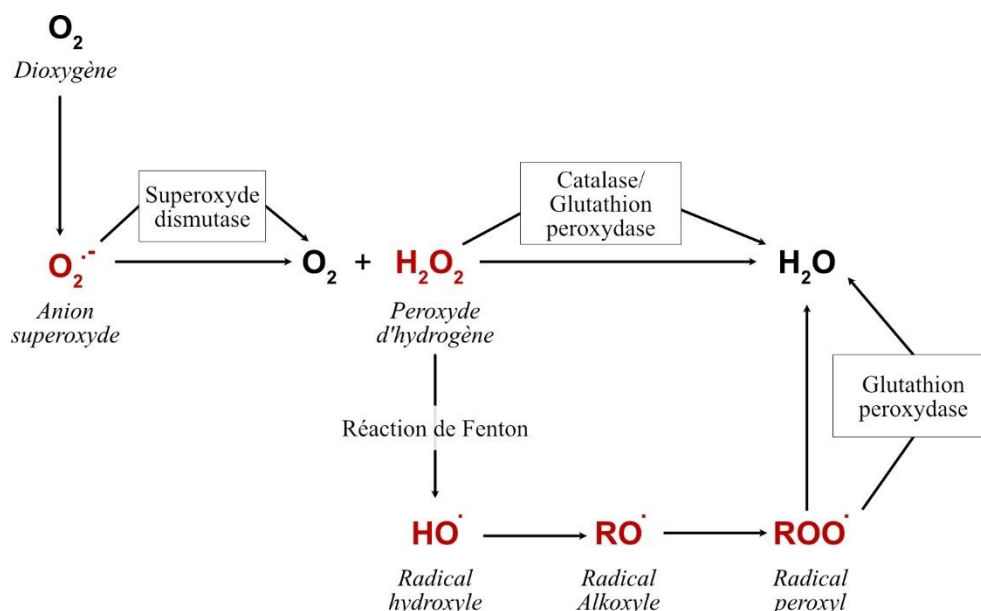 O₂
Dioxygène
Superoxyde
dismutase
Catalase/
Glutathion
peroxydase
O₂·⁻
O₂ + H₂O₂
H₂O
Anion
superoxyde
Peroxyde
d'hydrogène
Glutathion
peroxydase
Réaction de Fenton
HO·
RO·
ROO·
Radical
hydroxyle
Radical
Alkoxyle
Radical
peroxyl